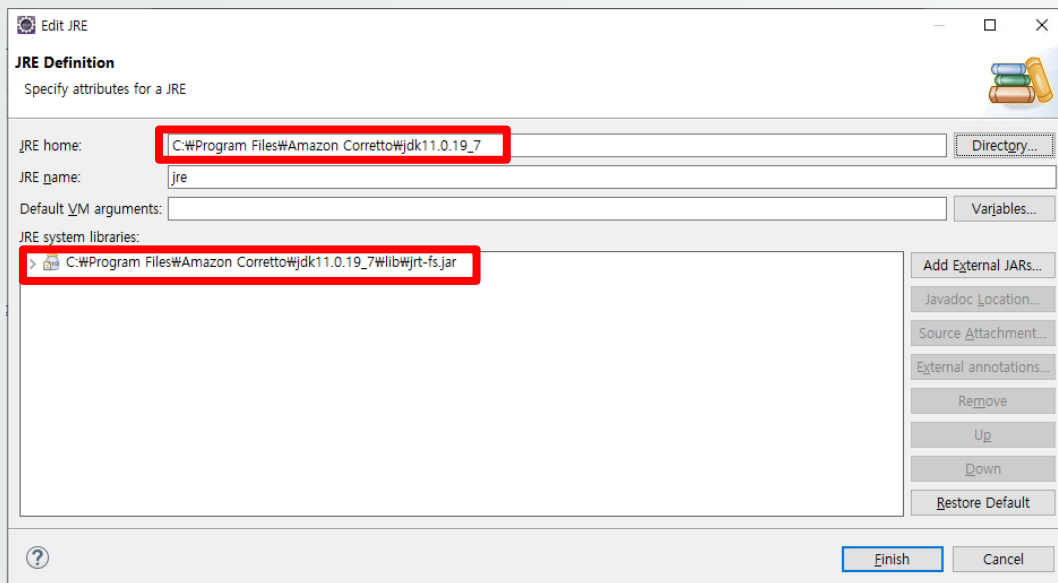 Edit JRE
JRE Definition
Specify attributes for a JRE
JRE home: C:₩Program Files₩Amazon Corretto₩jdk11.0.19_7 Directory...
JRE name: jre
Default VM arguments: Variables...
JRE system libraries:
C:₩Program Files₩Amazon Corretto₩jdk11.0.19_7₩lib₩jrt-fs.jar
Add External JARs...
Javadoc Location...
Source Attachment...
External annotations...
Remove
Up
Down
Restore Default
Finish Cancel